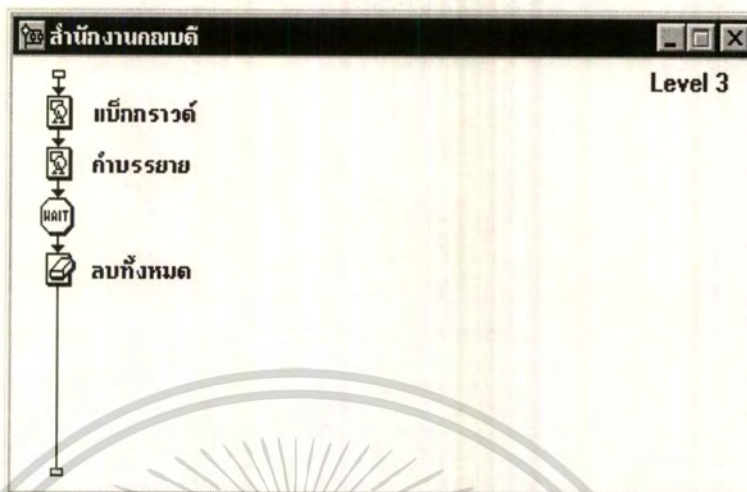 สำนักงานคณบดี
Level 3
แบ็กกราวด์
คำบรรยาย
WAIT
ลบทั้งหมด